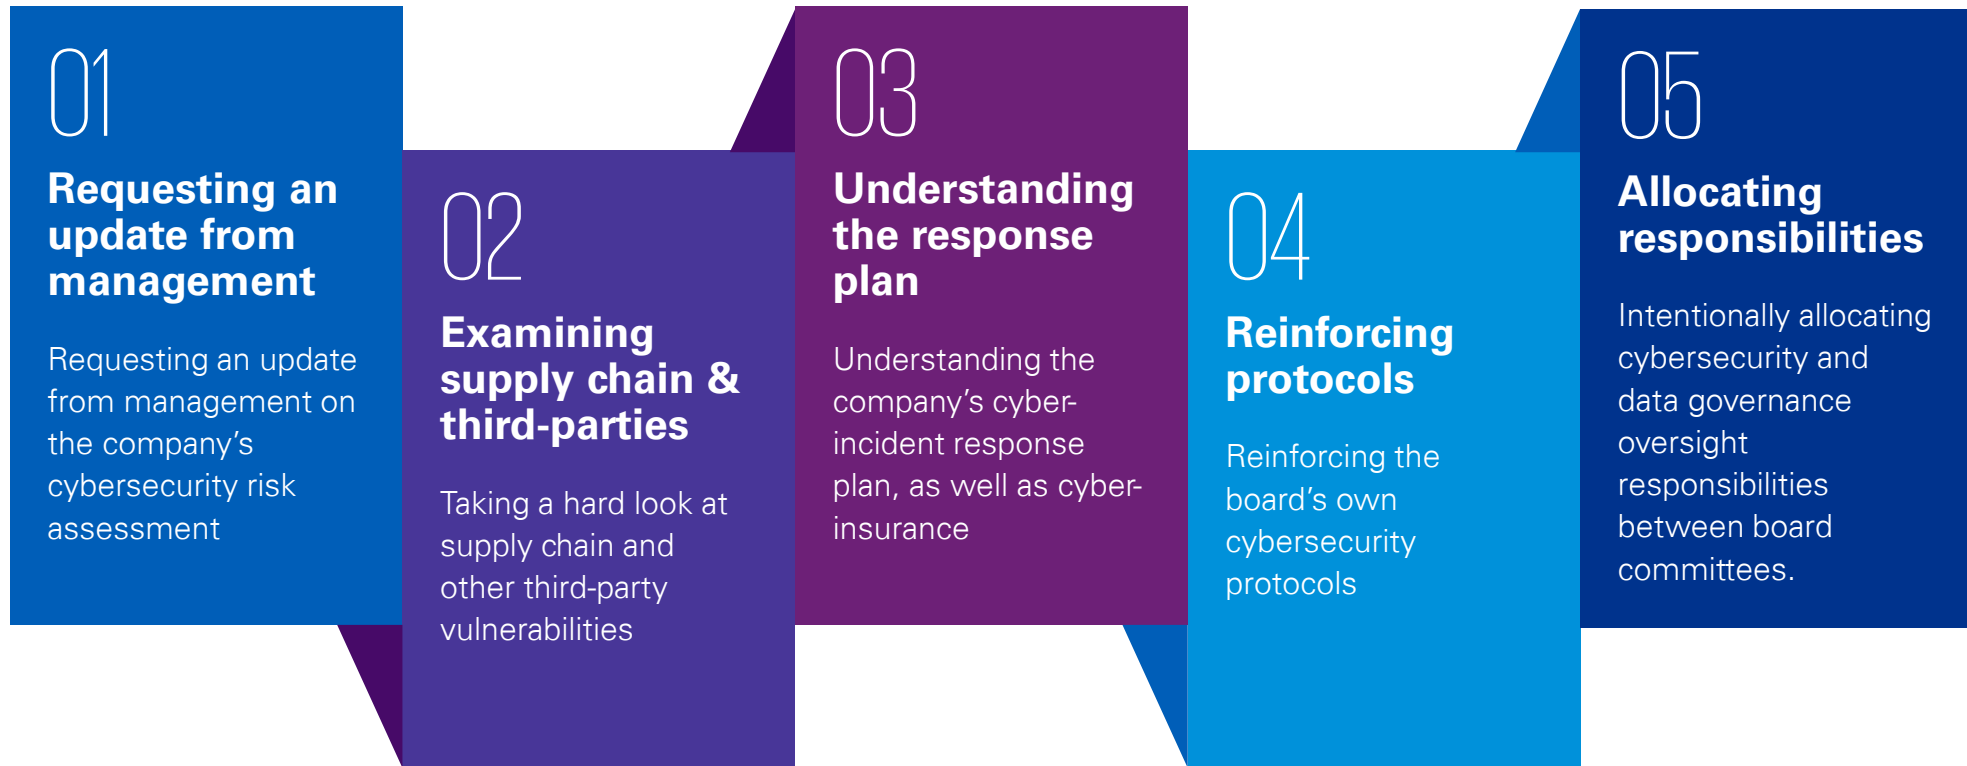 01
Requesting an
update from
management
Requesting an update
from management on
the company’s
cybersecurity risk
assessment
02
Examining
supply chain &
third-parties
Taking a hard look at
supply chain and
other third-party
vulnerabilities
03
Understanding
the response
plan
Understanding the
company’s cyber-
incident response
plan, as well as cyber-
insurance
04
Reinforcing
protocols
Reinforcing the
board’s own
cybersecurity
protocols
05
Allocating
responsibilities
Intentionally allocating
cybersecurity and
data governance
oversight
responsibilities
between board
committees.